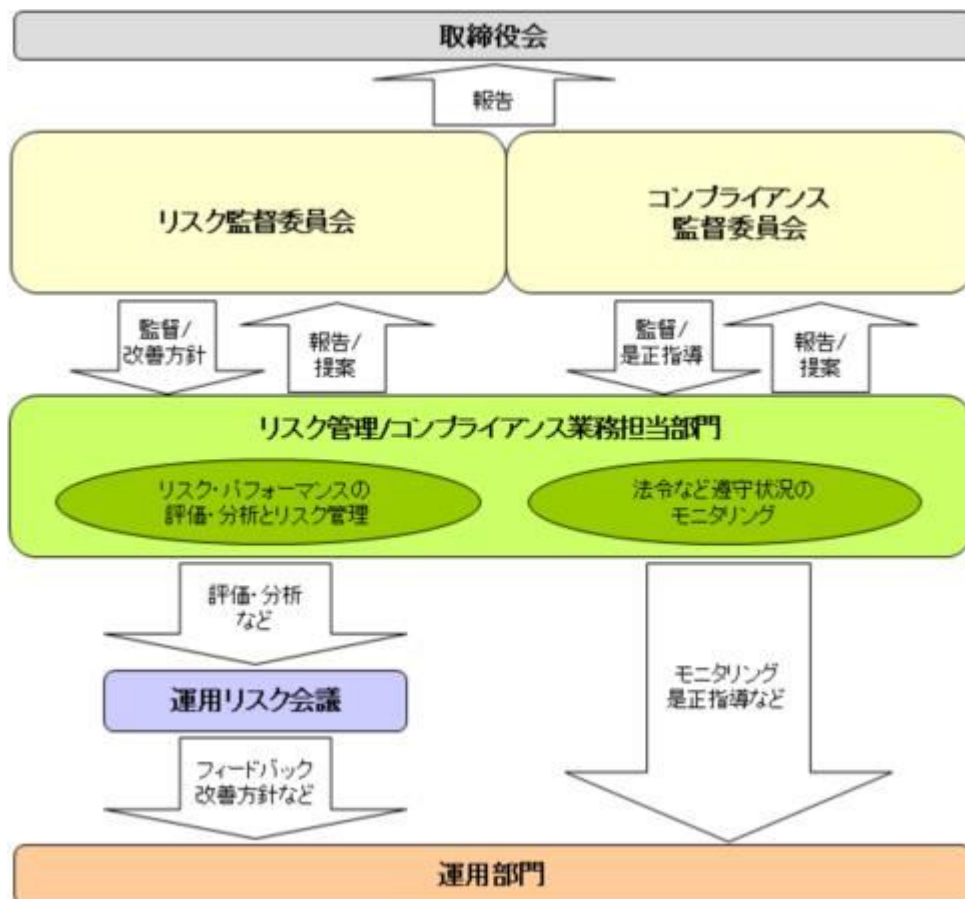 取締役会
報告
リスク監督委員会
コンプライアンス
監督委員会
監督/
改善方針
報告/
提案
監督/
是正指導
報告/
提案
リスク管理/コンプライアンス業務担当部門
リスク・パフォーマンスの
評価・分析とリスク管理
法令など遵守状況の
モニタリング
評価・分析
など
運用リスク会議
モニタリング
是正指導など
フィードバック
改善方針など
運用部門